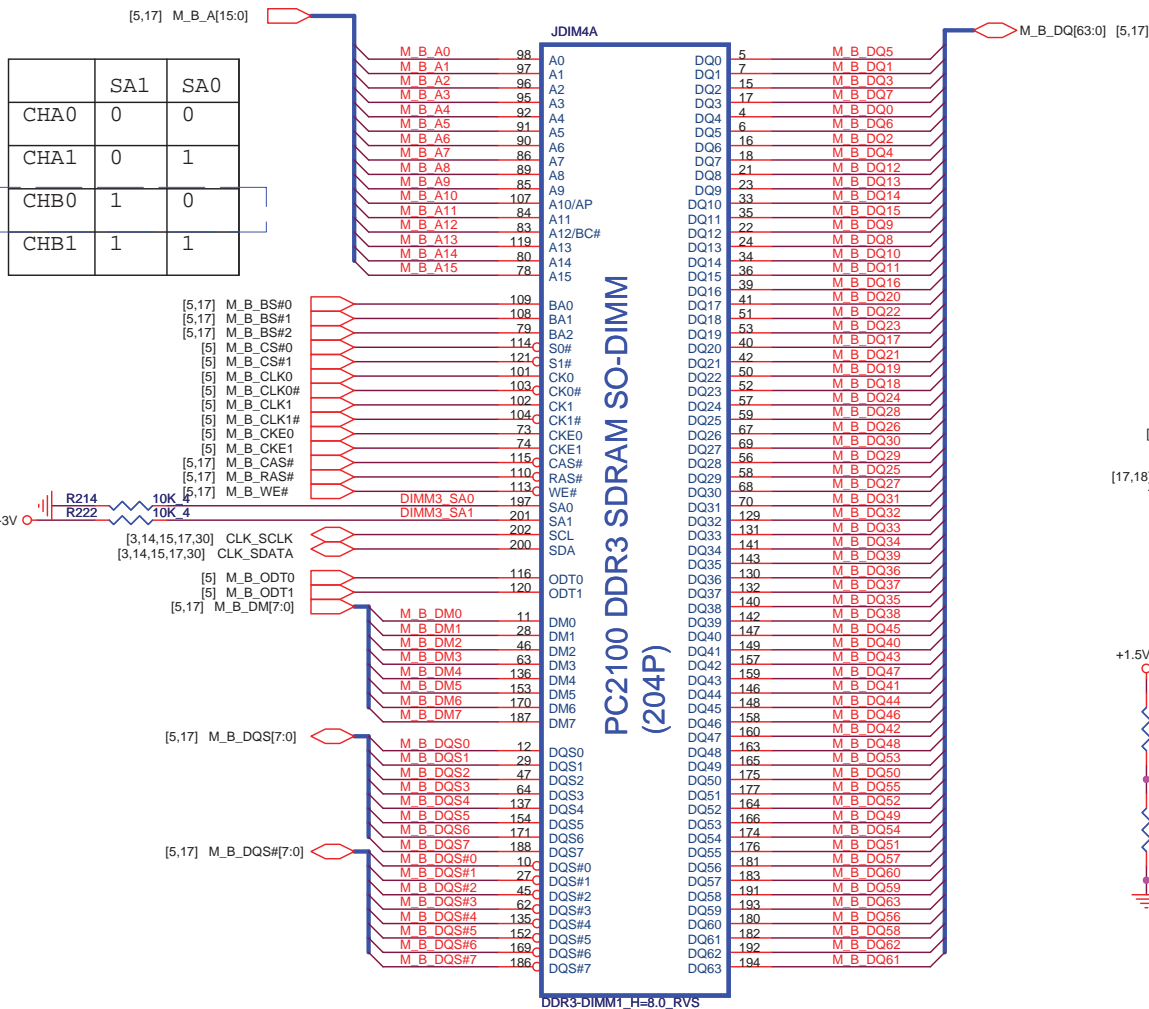 [5,17] M_B_A[15:0]
SA1 SA0
CHA0 0 0
CHA1 0 1
CHB0 1 0
CHB1 1 1
JDIM4A
M_B_A0 98 A0
M_B_A1 97 A1
M_B_A2 96 A2
M_B_A3 95 A3
M_B_A4 92 A4
M_B_A5 91 A5
M_B_A6 90 A6
M_B_A7 86 A7
M_B_A8 89 A8
M_B_A9 85 A9
M_B_A10 107 A10/AP
M_B_A11 84 A11
M_B_A12 83 A12/BC#
M_B_A13 119 A13
M_B_A14 80 A14
M_B_A15 78 A15
[5,17] M_B_BS#0 109 BA0
[5,17] M_B_BS#1 108 BA1
[5,17] M_B_BS#2 79 BA2
[5] M_B_CS#0 114 S0#
[5] M_B_CS#1 121 S1#
[5] M_B_CLK0 101 CK0
[5] M_B_CLK0# 103 CK0#
[5] M_B_CLK1 102 CK1
[5] M_B_CLK1# 104 CK1#
[5] M_B_CKE0 73 CKE0
[5] M_B_CKE1 74 CKE1
[5,17] M_B_CAS# 115 CAS#
[5,17] M_B_RAS# 110 RAS#
[5,17] M_B_WE# 113 WE#
R214 10K_4 DIMM3_SA0 197 SA0
+3V R222 10K_4 DIMM3_SA1 201 SA1
[3,14,15,17,30] CLK_SCLK 202 SCL
[3,14,15,17,30] CLK_SDATA 200 SDA
[5] M_B_ODT0 116 ODT0
[5] M_B_ODT1 120 ODT1
[5,17] M_B_DM[7:0]
M_B_DM0 11 DM0
M_B_DM1 28 DM1
M_B_DM2 46 DM2
M_B_DM3 63 DM3
M_B_DM4 136 DM4
M_B_DM5 153 DM5
M_B_DM6 170 DM6
M_B_DM7 187 DM7
[5,17] M_B_DQS[7:0]
M_B_DQS0 12 DQS0
M_B_DQS1 29 DQS1
M_B_DQS2 47 DQS2
M_B_DQS3 64 DQS3
M_B_DQS4 137 DQS4
M_B_DQS5 154 DQS5
M_B_DQS6 171 DQS6
M_B_DQS7 188 DQS7
[5,17] M_B_DQS#[7:0]
M_B_DQS#0 10 DQS#0
M_B_DQS#1 27 DQS#1
M_B_DQS#2 45 DQS#2
M_B_DQS#3 62 DQS#3
M_B_DQS#4 135 DQS#4
M_B_DQS#5 152 DQS#5
M_B_DQS#6 169 DQS#6
M_B_DQS#7 186 DQS#7
PC2100 DDR3 SDRAM SO-DIMM
(204P)
DQ0 5 M_B_DQ5
DQ1 7 M_B_DQ1
DQ2 15 M_B_DQ3
DQ3 17 M_B_DQ7
DQ4 4 M_B_DQ0
DQ5 6 M_B_DQ6
DQ6 16 M_B_DQ2
DQ7 18 M_B_DQ4
DQ8 21 M_B_DQ12
DQ9 23 M_B_DQ13
DQ10 33 M_B_DQ14
DQ11 35 M_B_DQ15
DQ12 22 M_B_DQ9
DQ13 24 M_B_DQ8
DQ14 34 M_B_DQ10
DQ15 36 M_B_DQ11
DQ16 39 M_B_DQ16
DQ17 41 M_B_DQ20
DQ18 51 M_B_DQ22
DQ19 53 M_B_DQ23
DQ20 40 M_B_DQ17
DQ21 42 M_B_DQ21
DQ22 50 M_B_DQ19
DQ23 52 M_B_DQ18
DQ24 57 M_B_DQ24
DQ25 59 M_B_DQ28
DQ26 67 M_B_DQ26
DQ27 69 M_B_DQ30
DQ28 56 M_B_DQ29
DQ29 58 M_B_DQ25
DQ30 68 M_B_DQ27
DQ31 70 M_B_DQ31
DQ32 129 M_B_DQ32
DQ33 131 M_B_DQ33
DQ34 141 M_B_DQ34
DQ35 143 M_B_DQ39
DQ36 130 M_B_DQ36
DQ37 132 M_B_DQ37
DQ38 140 M_B_DQ35
DQ39 142 M_B_DQ38
DQ40 147 M_B_DQ45
DQ41 149 M_B_DQ40
DQ42 157 M_B_DQ43
DQ43 159 M_B_DQ47
DQ44 146 M_B_DQ41
DQ45 148 M_B_DQ44
DQ46 158 M_B_DQ46
DQ47 160 M_B_DQ42
DQ48 163 M_B_DQ48
DQ49 165 M_B_DQ53
DQ50 175 M_B_DQ50
DQ51 177 M_B_DQ55
DQ52 164 M_B_DQ52
DQ53 166 M_B_DQ49
DQ54 174 M_B_DQ54
DQ55 176 M_B_DQ51
DQ56 181 M_B_DQ57
DQ57 183 M_B_DQ60
DQ58 191 M_B_DQ59
DQ59 193 M_B_DQ63
DQ60 180 M_B_DQ56
DQ61 182 M_B_DQ58
DQ62 192 M_B_DQ62
DQ63 194 M_B_DQ61
DDR3-DIMM1_H=8.0_RVS
M_B_DQ[63:0] [5,17]
[17,18]
+1.5V